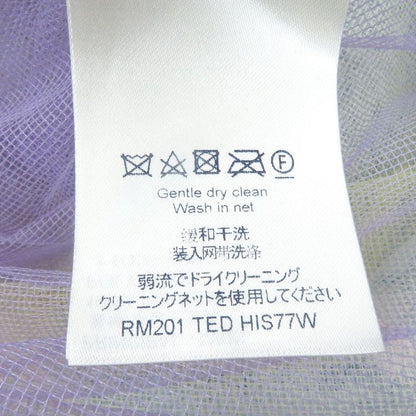 Gentle dry clean
Wash in net
缓和干洗
装入网带洗涤
弱流でドライクリーニング
クリーニングネットを使用してください
RM201 TED HIS77W